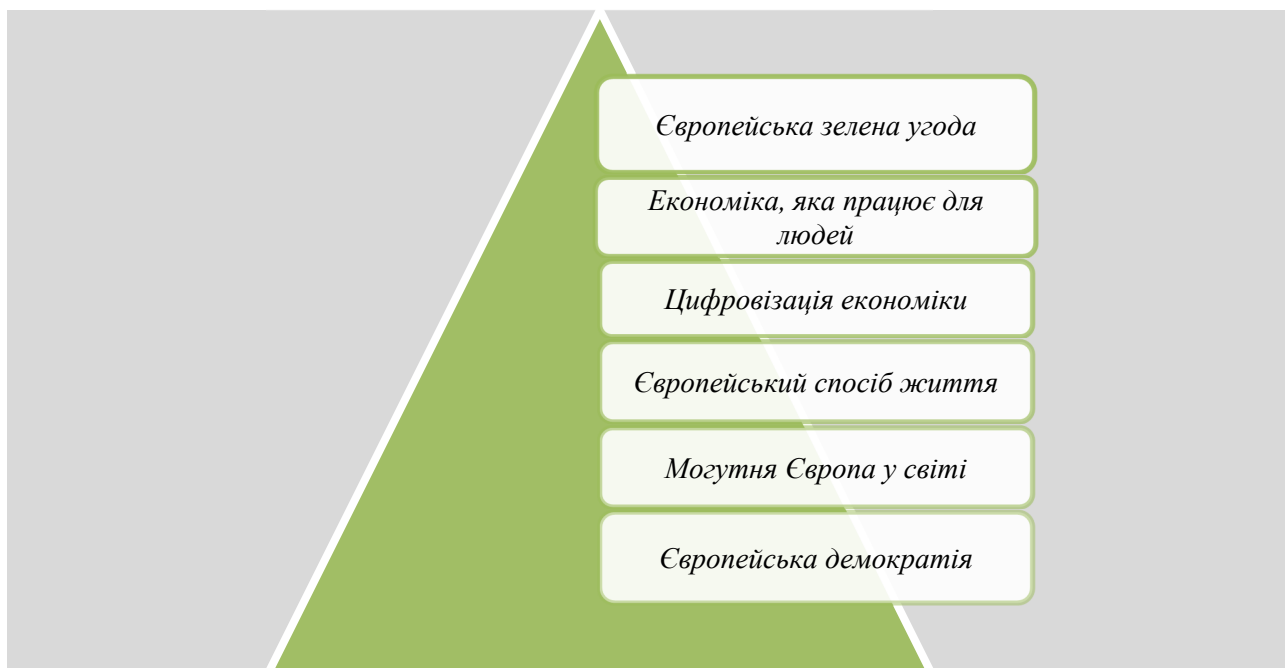 Європейська зелена угода
Економіка, яка працює для
людей
Цифровізація економіки
Європейський спосіб життя
Могутня Європа у світі
Європейська демократія